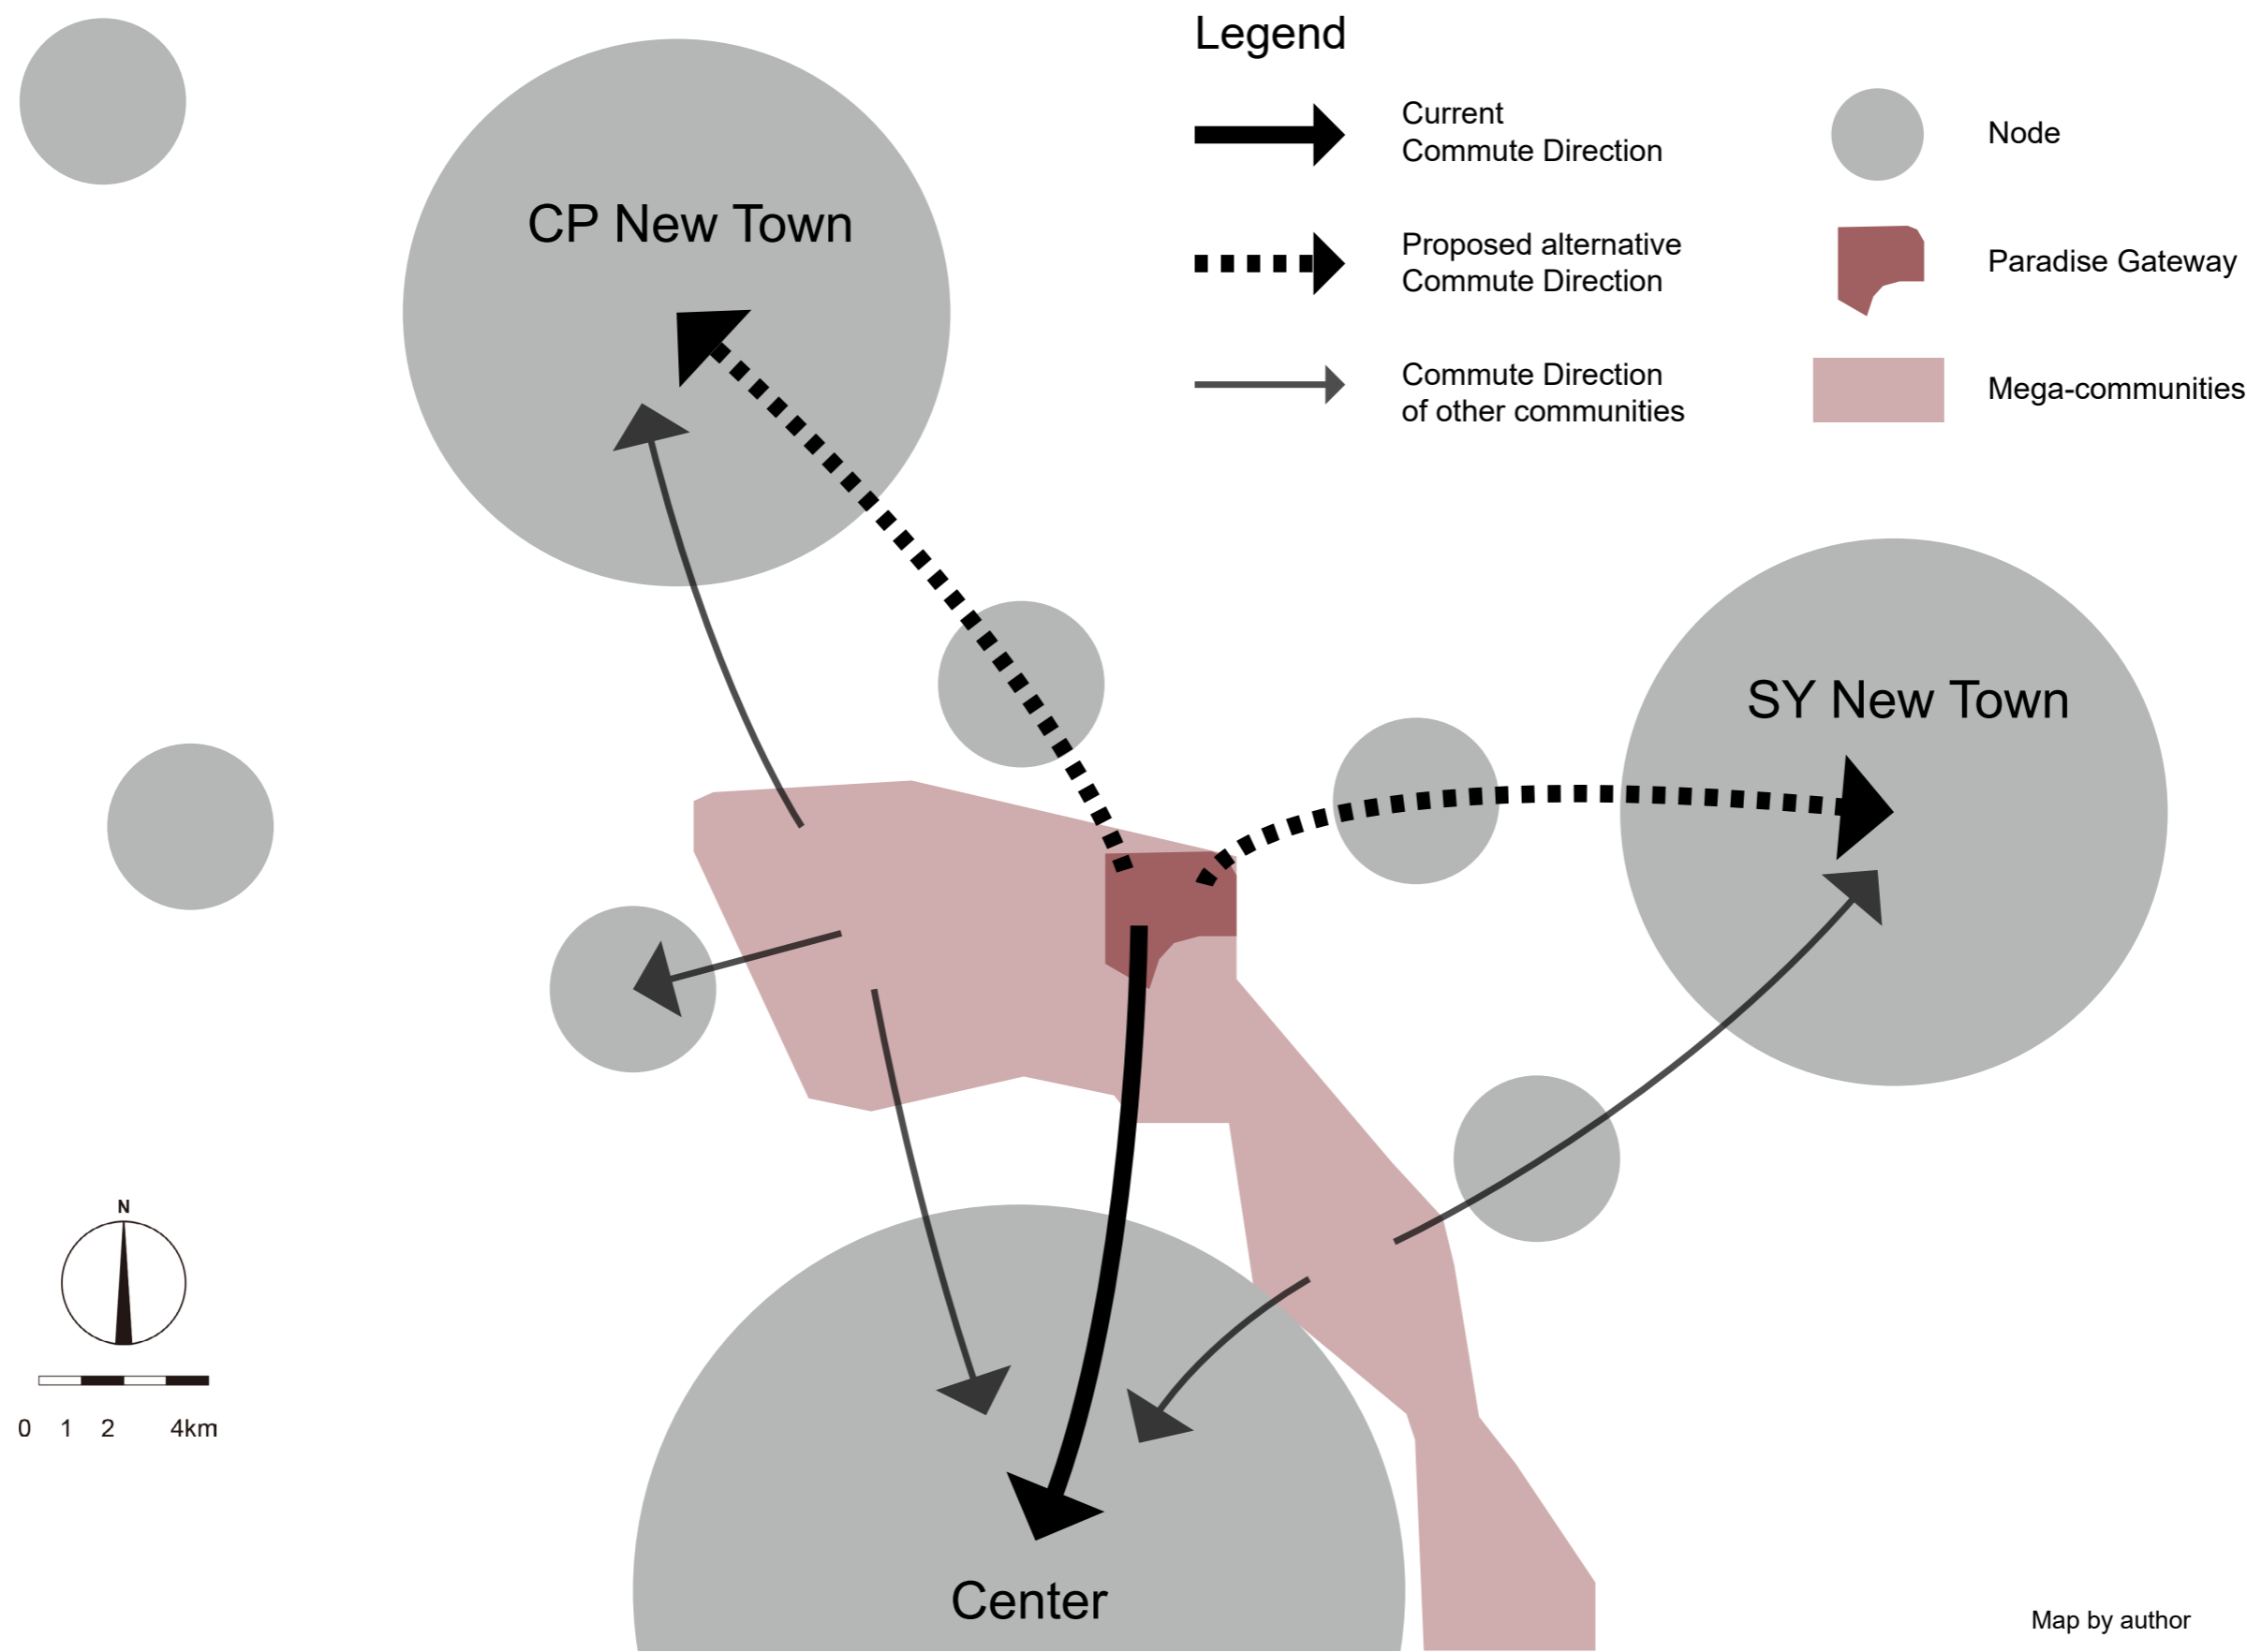 Legend
Current
Commute Direction
Node
Proposed alternative
Commute Direction
Paradise Gateway
Commute Direction
of other communities
Mega-communities
CP New Town
SY New Town
Center
N
0 1 2 4km
Map by author